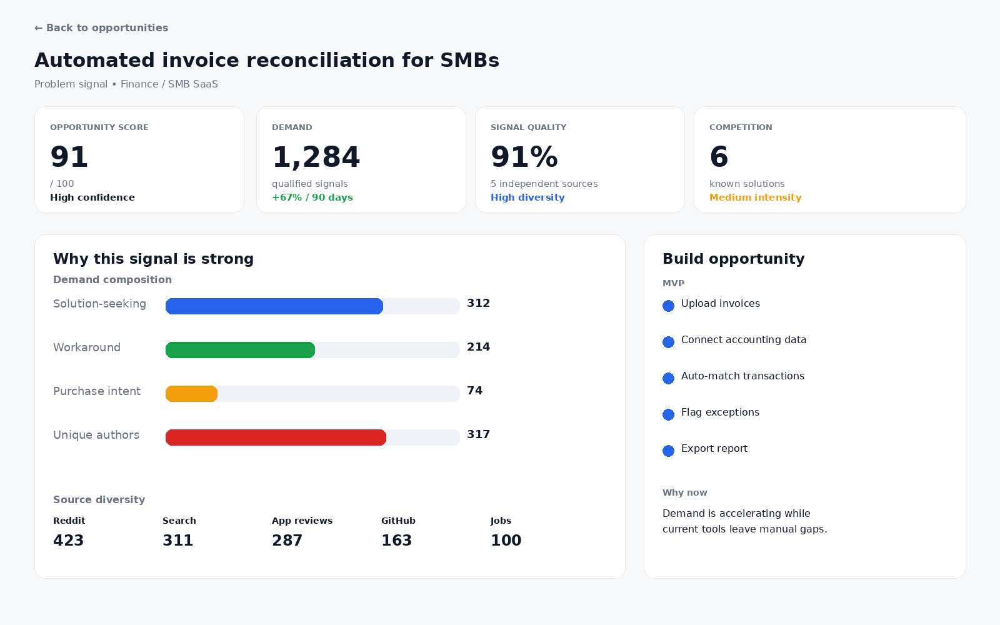 ← Back to opportunities
Automated invoice reconciliation for SMBs
Problem signal • Finance / SMB SaaS
OPPORTUNITY SCORE
91
/ 100
High confidence
DEMAND
1,284
qualified signals
+67% / 90 days
SIGNAL QUALITY
91%
5 independent sources
High diversity
COMPETITION
6
known solutions
Medium intensity
Why this signal is strong
Demand composition
Solution-seeking 312
Workaround 214
Purchase intent 74
Unique authors 317
Source diversity
Reddit Search App reviews GitHub Jobs
423 311 287 163 100
Build opportunity
MVP
Upload invoices
Connect accounting data
Auto-match transactions
Flag exceptions
Export report
Why now
Demand is accelerating while
current tools leave manual gaps.